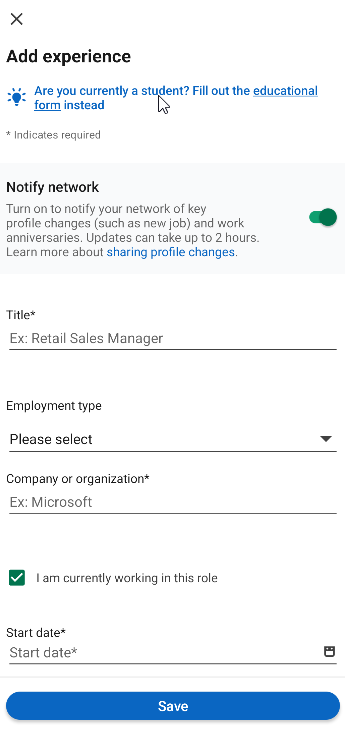 Add experience
Are you currently a student? Fill out the educational
form instead
* Indicates required
Notify network
Turn on to notify your network of key
profile changes (such as new job) and work
anniversaries. Updates can take up to 2 hours.
Learn more about sharing profile changes.
Title*
Ex: Retail Sales Manager
Employment type
Please select
Company or organization*
Ex: Microsoft
I am currently working in this role
Start date*
Start date*
Save